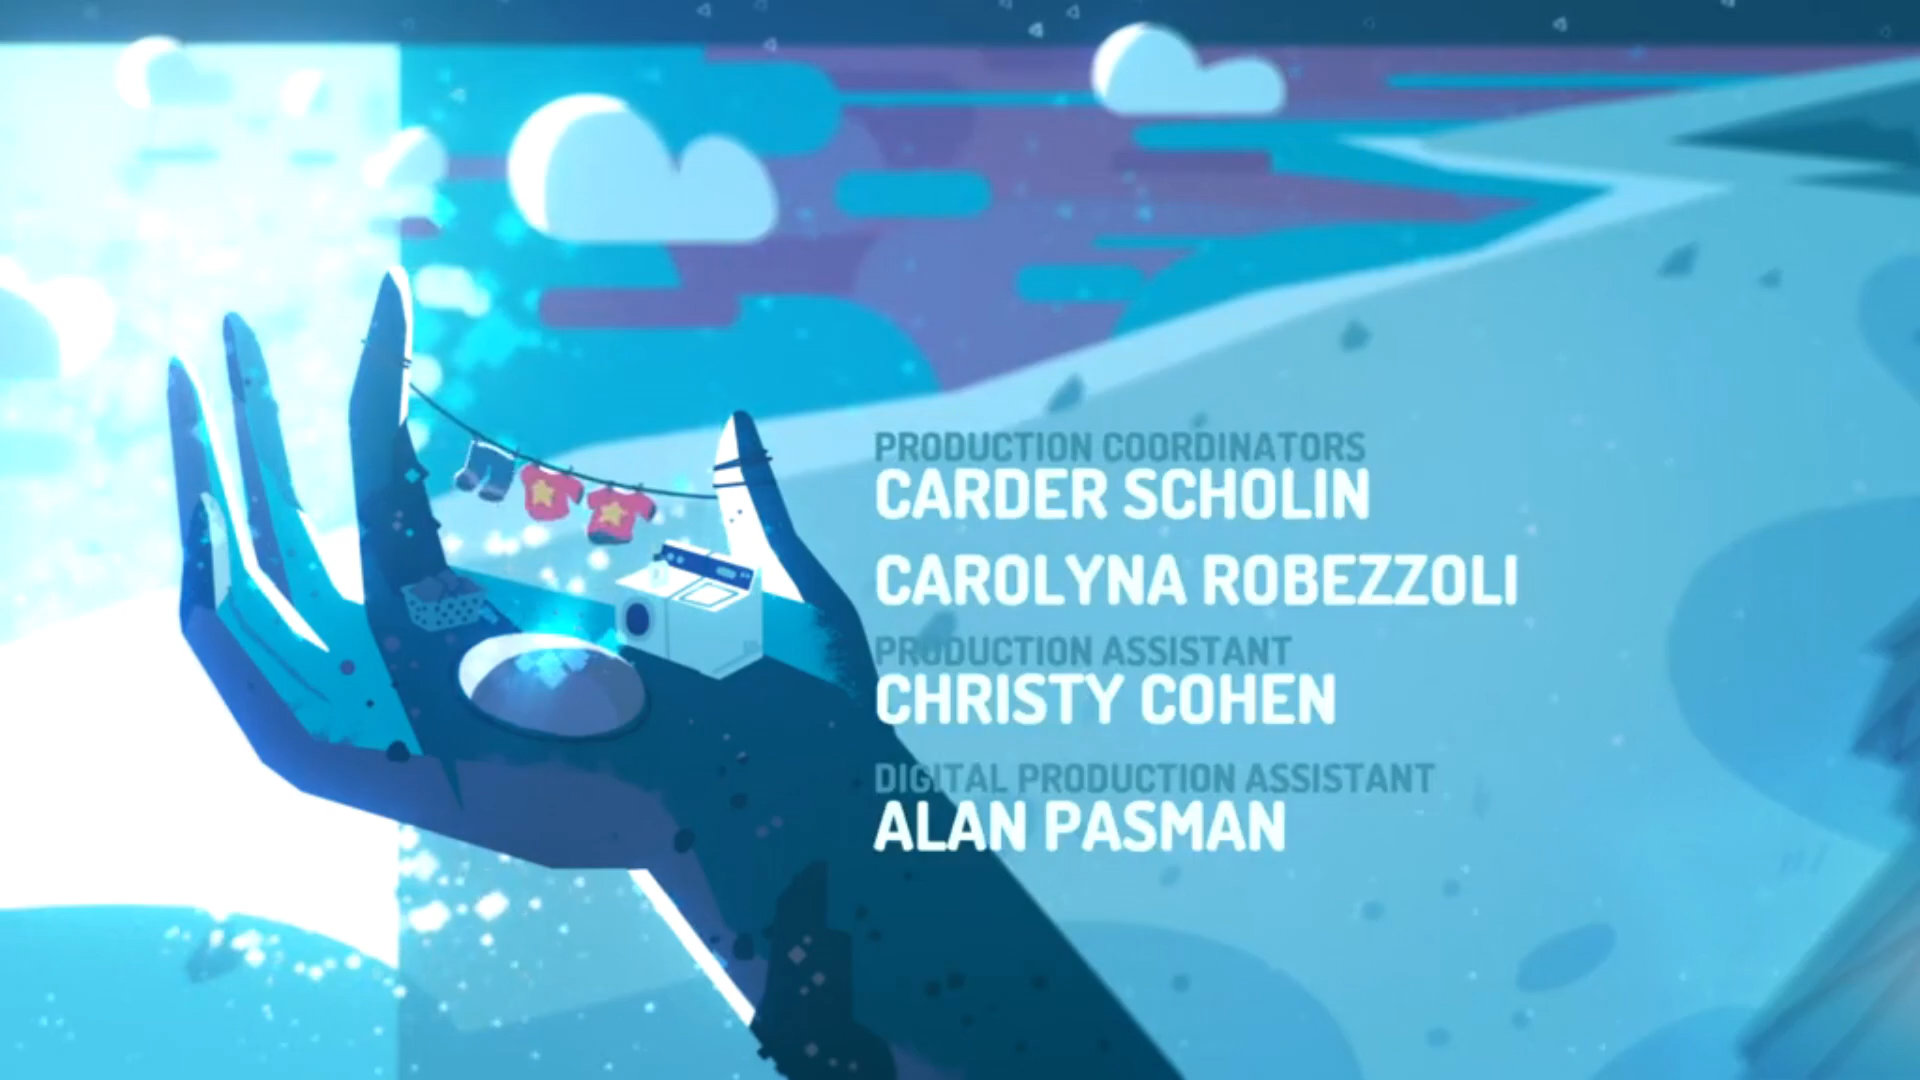 PRODUCTION COORDINATORS
CARDER SCHOLIN
CAROLYNA ROBEZZOLI
PRODUCTION ASSISTANT
CHRISTY COHEN
DIGITAL PRODUCTION ASSISTANT
ALAN PASMAN